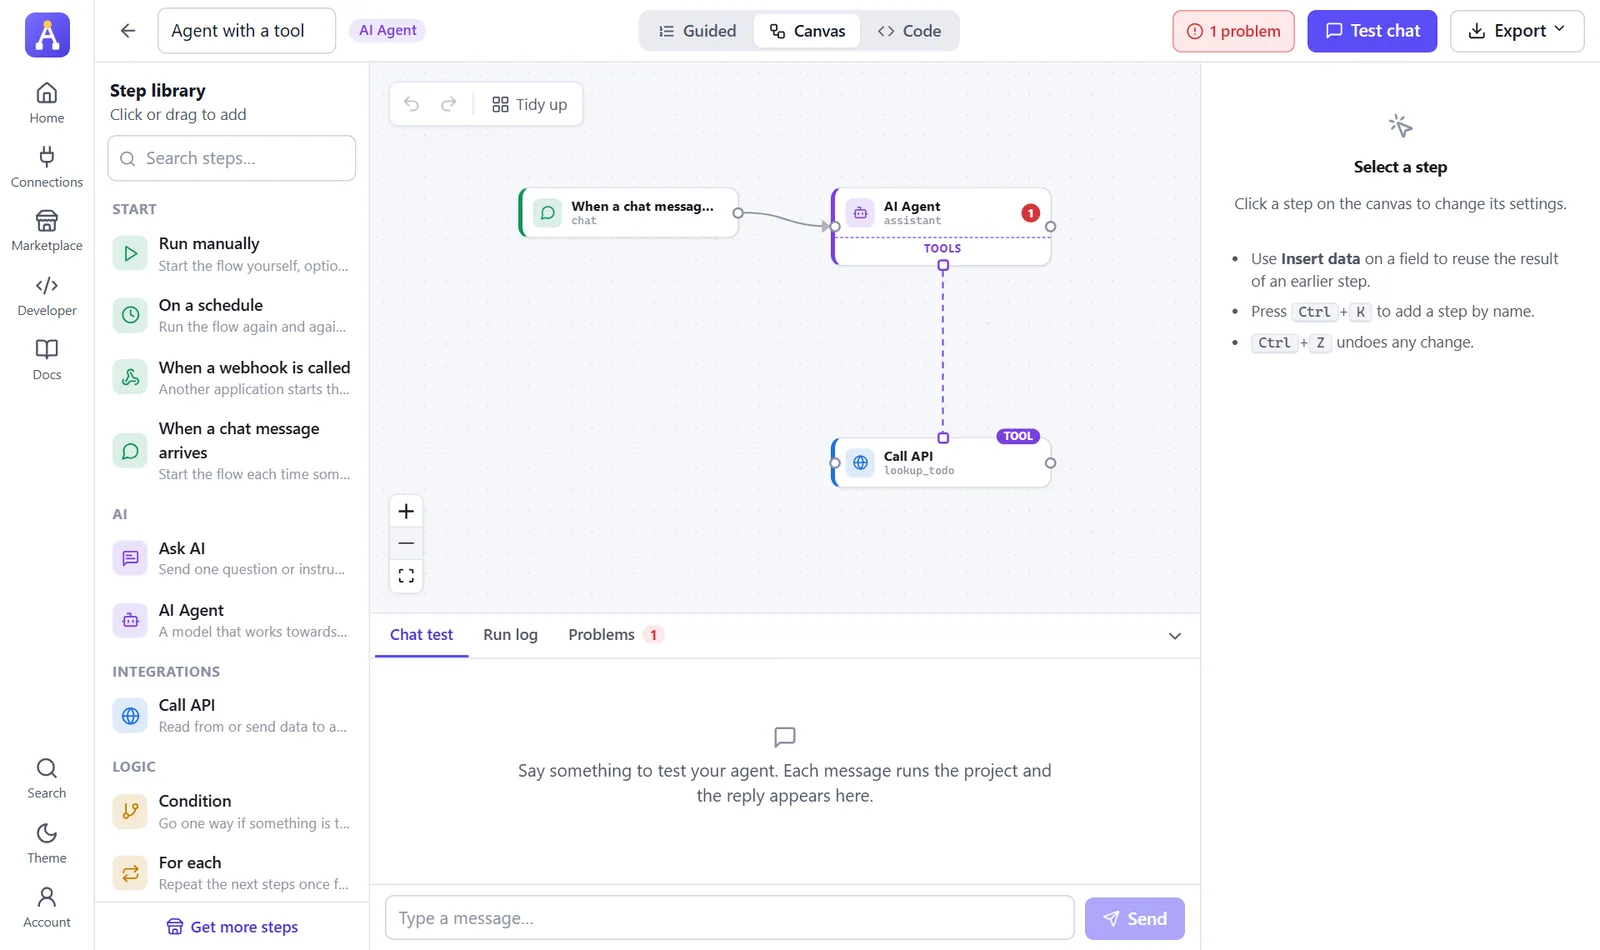 Agent with a tool
AI Agent
Guided
Canvas
Code
1 problem
Test chat
Export
Home
Connections
Marketplace
Developer
Docs
Search
Theme
Account
Step library
Click or drag to add
Search steps...
START
Run manually
Start the flow yourself, optio...
On a schedule
Run the flow again and agai...
When a webhook is called
Another application starts th...
When a chat message
arrives
Start the flow each time som...
AI
Ask AI
Send one question or instru...
AI Agent
A model that works towards...
INTEGRATIONS
Call API
Read from or send data to a...
LOGIC
Condition
Go one way if something is t...
For each
Repeat the next steps once f...
Get more steps
Tidy up
When a chat messag...
chat
AI Agent
assistant
1
TOOLS
TOOL
Call API
lookup_todo
Chat test
Run log
Problems 1
Say something to test your agent. Each message runs the project and
the reply appears here.
Type a message...
Send
Select a step
Click a step on the canvas to change its settings.
• Use Insert data on a field to reuse the result
of an earlier step.
• Press Ctrl + K to add a step by name.
• Ctrl + Z undoes any change.